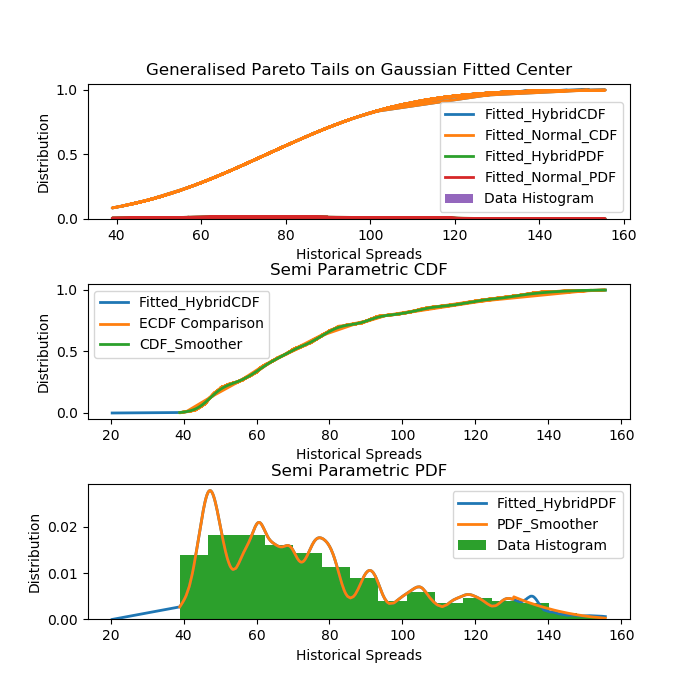 Generalised Pareto Tails on Gaussian Fitted Center
1.0
0.5
0.0
Distribution
Fitted_HybridCDF
Fitted_Normal_CDF
Fitted_HybridPDF
Fitted_Normal_PDF
Data Histogram
40 60 80 100 120 140 160
Historical Spreads
Semi Parametric CDF
1.0
0.5
0.0
Distribution
Fitted_HybridCDF
ECDF Comparison
CDF_Smoother
20 40 60 80 100 120 140 160
Historical Spreads
Semi Parametric PDF
0.02
0.01
0.00
Distribution
Fitted_HybridPDF
PDF_Smoother
Data Histogram
20 40 60 80 100 120 140 160
Historical Spreads